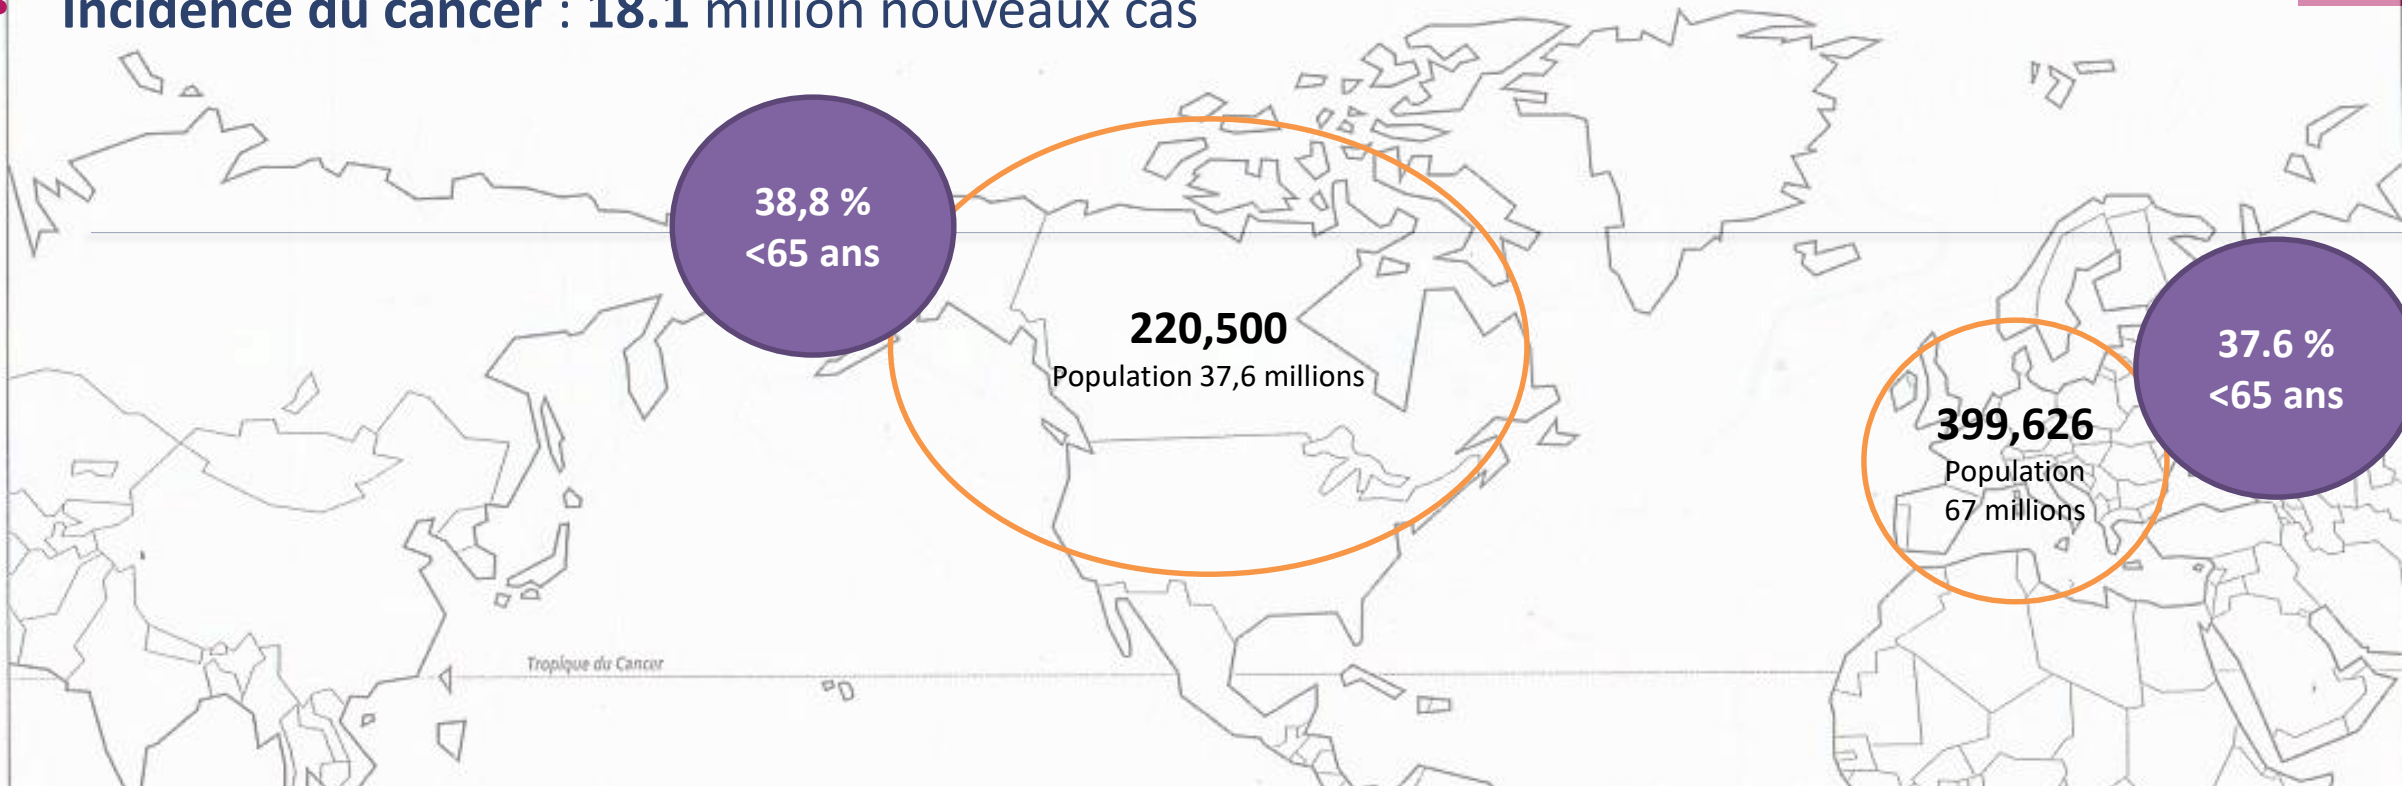 Incidence du cancer : 18.1 million nouveaux cas
38,8 %
<65 ans
220,500
Population 37,6 millions
37.6 %
<65 ans
399,626
Population
67 millions
Tropique du Cancer